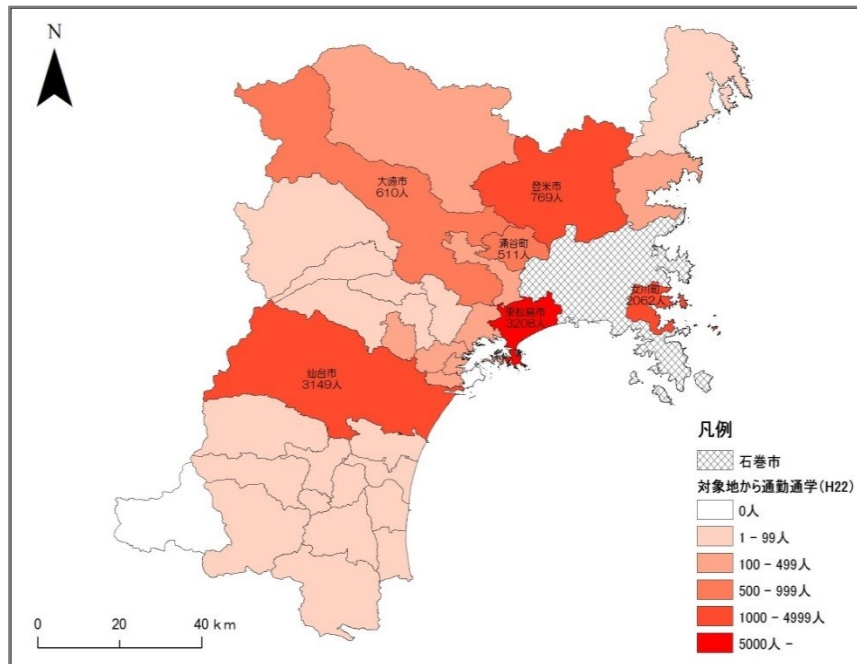 N
大崎市
610人
登米市
769人
涌谷町
511人
女川町
2062人
東松島市
3208人
仙台市
3149人
凡例
石巻市
対象地から通勤通学(H22)
0人
1 - 99人
100 - 499人
500 - 999人
1000 - 4999人
5000人 -
0 20 40 km